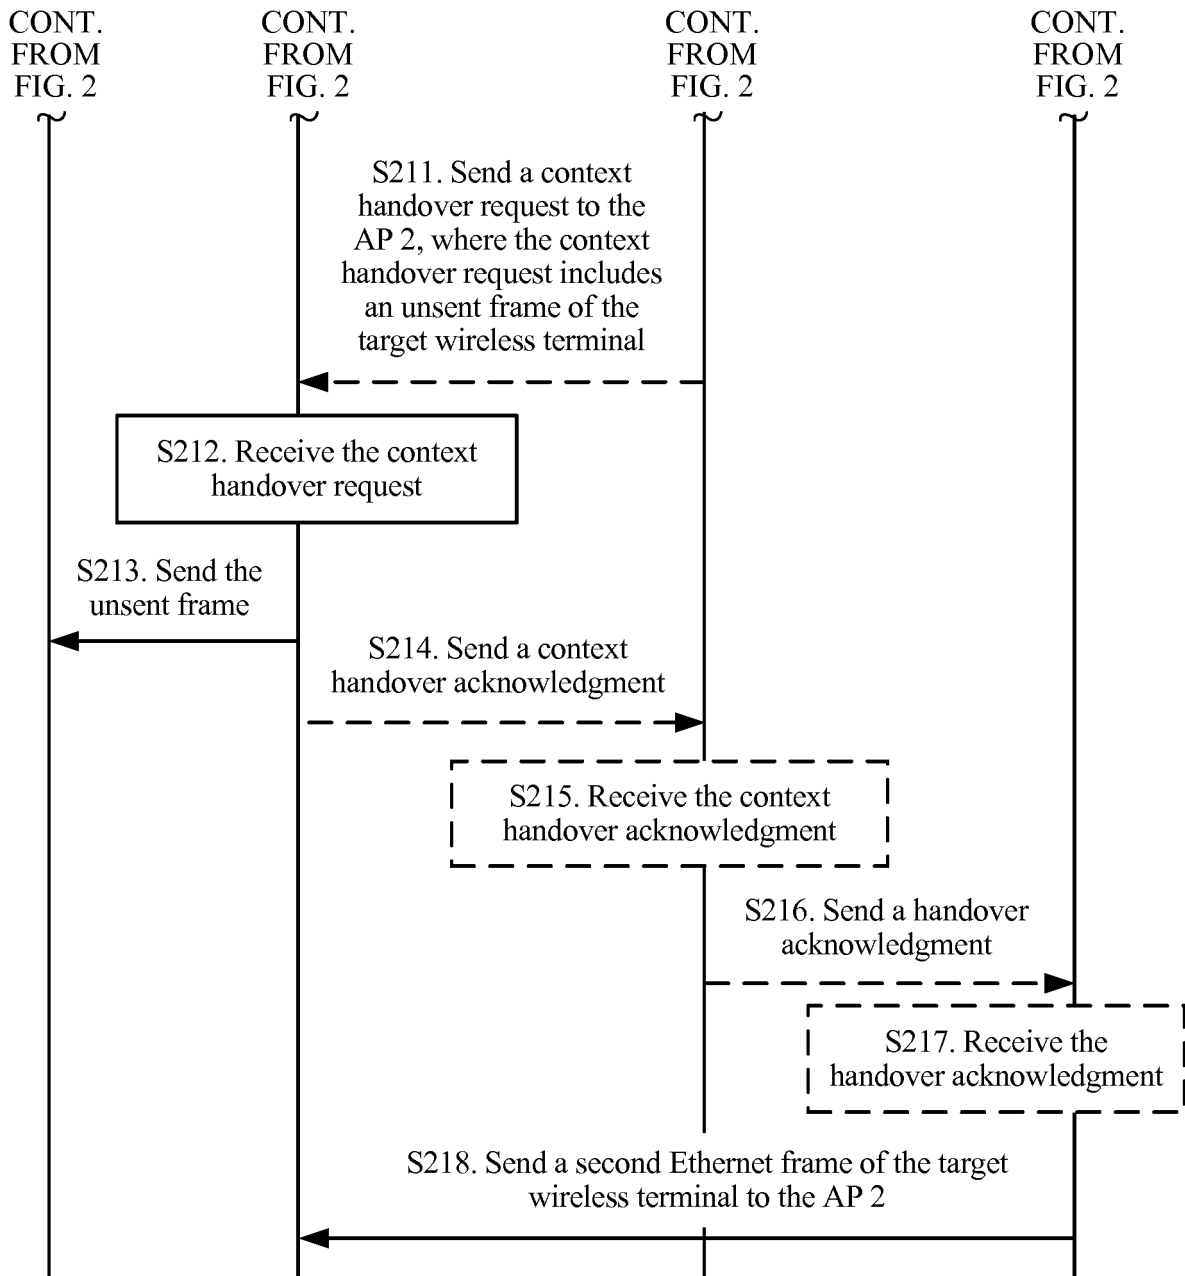 CONT.
FROM
FIG. 2
CONT.
FROM
FIG. 2
CONT.
FROM
FIG. 2
CONT.
FROM
FIG. 2
S211. Send a context
handover request to the
AP 2, where the context
handover request includes
an unsent frame of the
target wireless terminal
S212. Receive the context
handover request
S213. Send the
unsent frame
S214. Send a context
handover acknowledgment
S215. Receive the context
handover acknowledgment
S216. Send a handover
acknowledgment
S217. Receive the
handover acknowledgment
S218. Send a second Ethernet frame of the target
wireless terminal to the AP 2